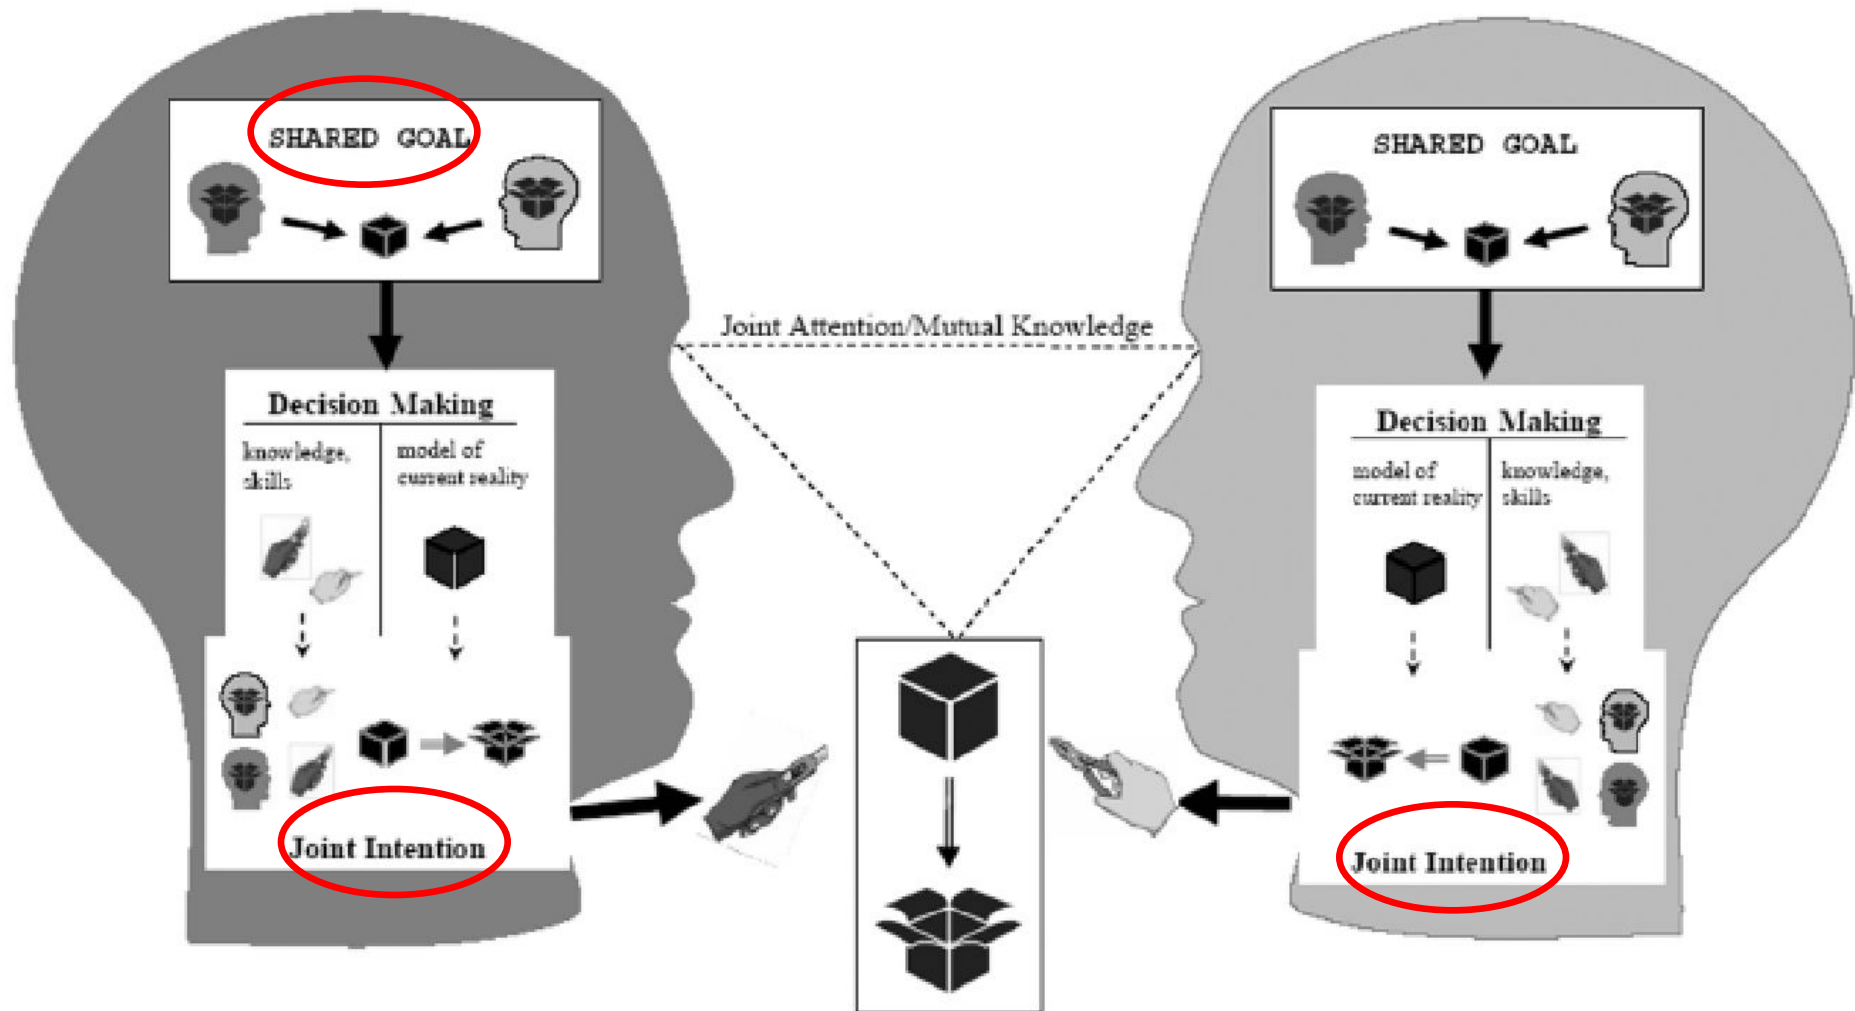 SHARED GOAL
SHARED GOAL
Joint Attention/Mutual Knowledge
Decision Making
knowledge,
skills
model of
current reality
Decision Making
model of
current reality
knowledge,
skills
Joint Intention
Joint Intention